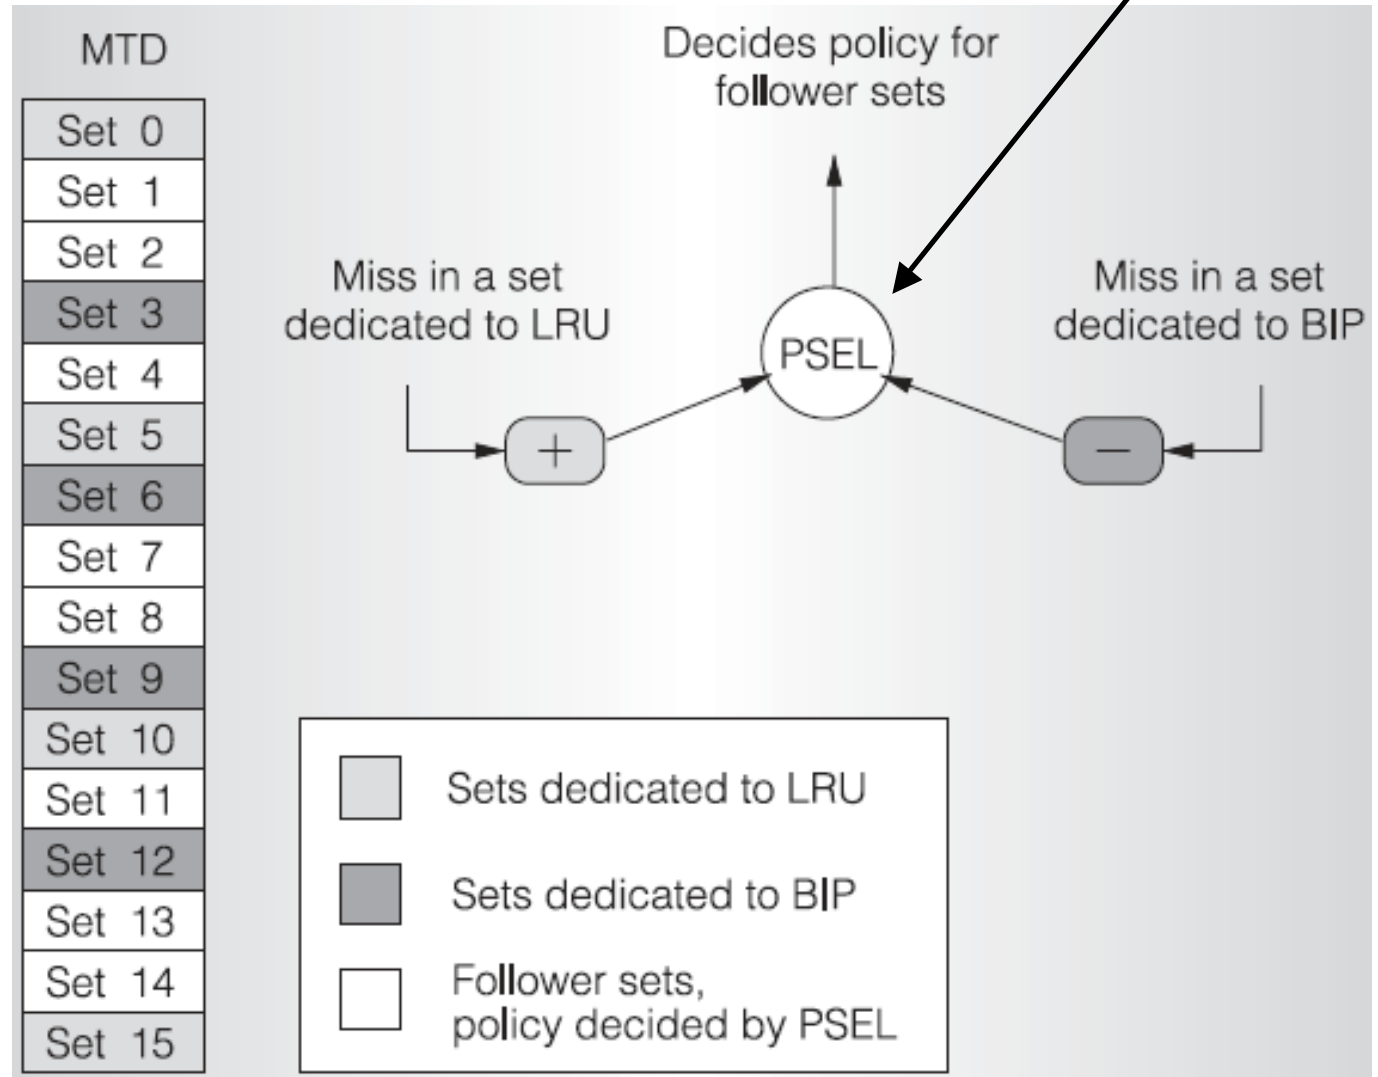 MTD
Set 0
Set 1
Set 2
Set 3
Set 4
Set 5
Set 6
Set 7
Set 8
Set 9
Set 10
Set 11
Set 12
Set 13
Set 14
Set 15
Decides policy for
follower sets
Miss in a set
dedicated to LRU
PSEL
Miss in a set
dedicated to BIP
+
−
Sets dedicated to LRU
Sets dedicated to BIP
Follower sets,
policy decided by PSEL